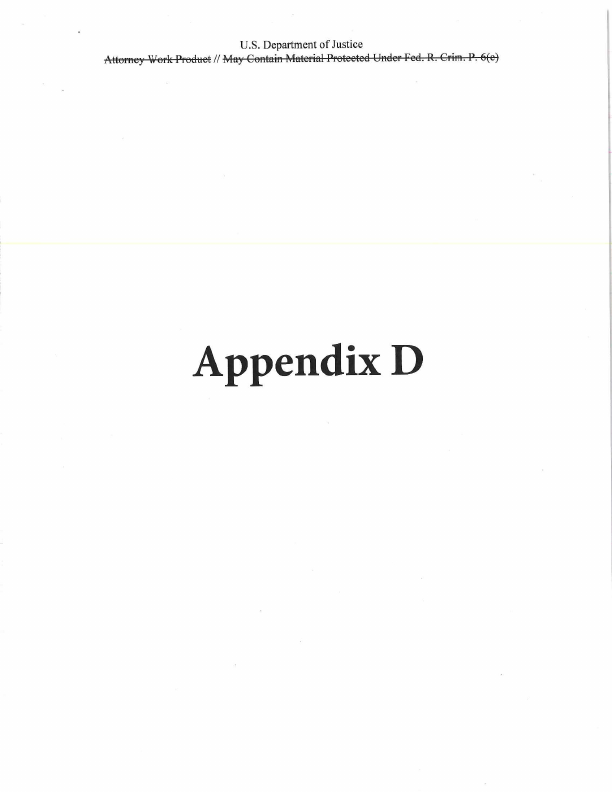 U.S. Department of Justice
Attorney Work Product // May Contain Material Protected Under Fed. R. Crim. P. 6(e)
Appendix D